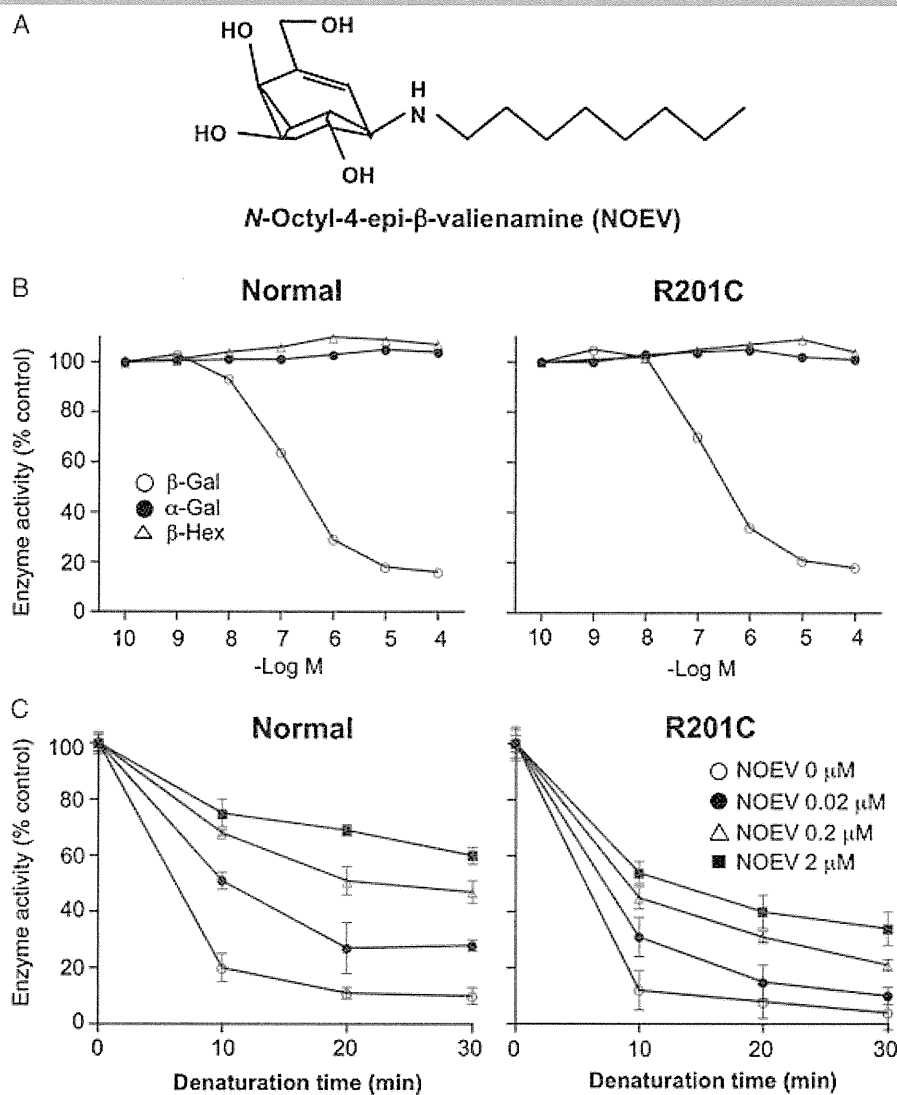 A
HO
OH
H
N
HO
OH
N-Octyl-4-epi-β-valienamine (NOEV)
B
Normal
R201C
Enzyme activity (% control)
100
80
60
40
20
0
β-Gal
α-Gal
β-Hex
10 9 8 7 6 5 4
-Log M
10 9 8 7 6 5 4
-Log M
C
Normal
R201C
Enzyme activity (% control)
100
80
60
40
20
0
NOEV 0 μM
NOEV 0.02 μM
NOEV 0.2 μM
NOEV 2 μM
0 10 20 30
Denaturation time (min)
0 10 20 30
Denaturation time (min)